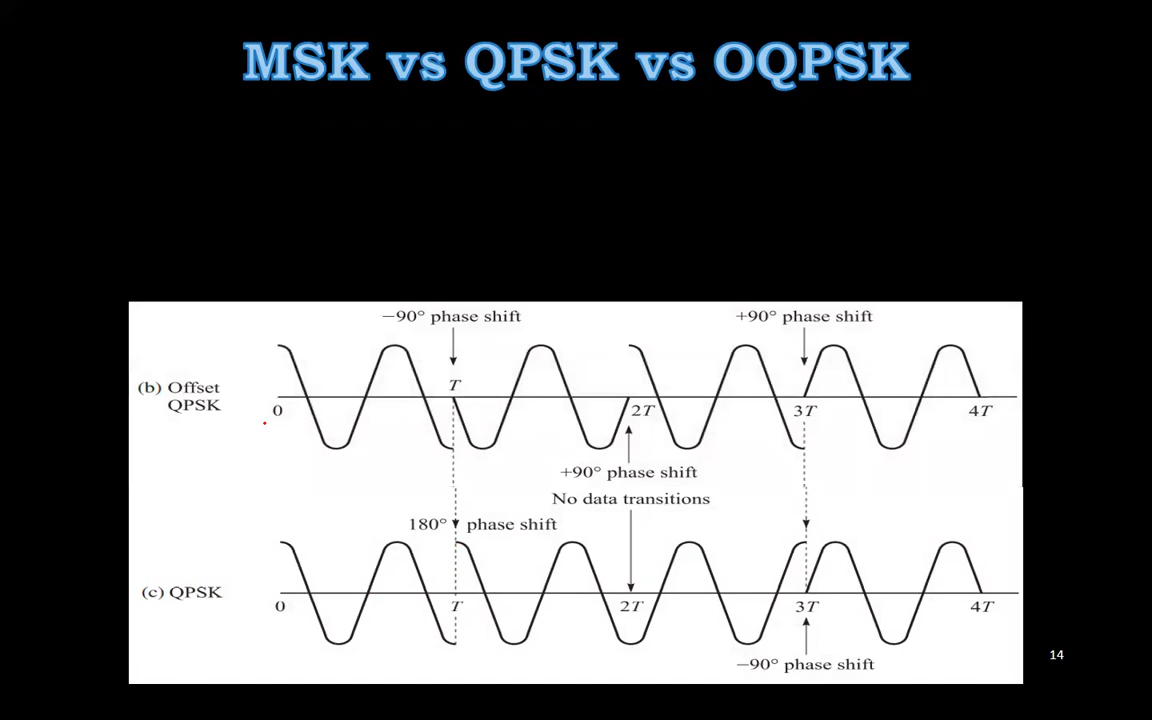 MSK vs QPSK vs OQPSK
−90° phase shift
+90° phase shift
(b) Offset
QPSK
T
0
2T
3T
4T
+90° phase shift
No data transitions
180° phase shift
(c) QPSK
0
T
2T
3T
4T
−90° phase shift
14